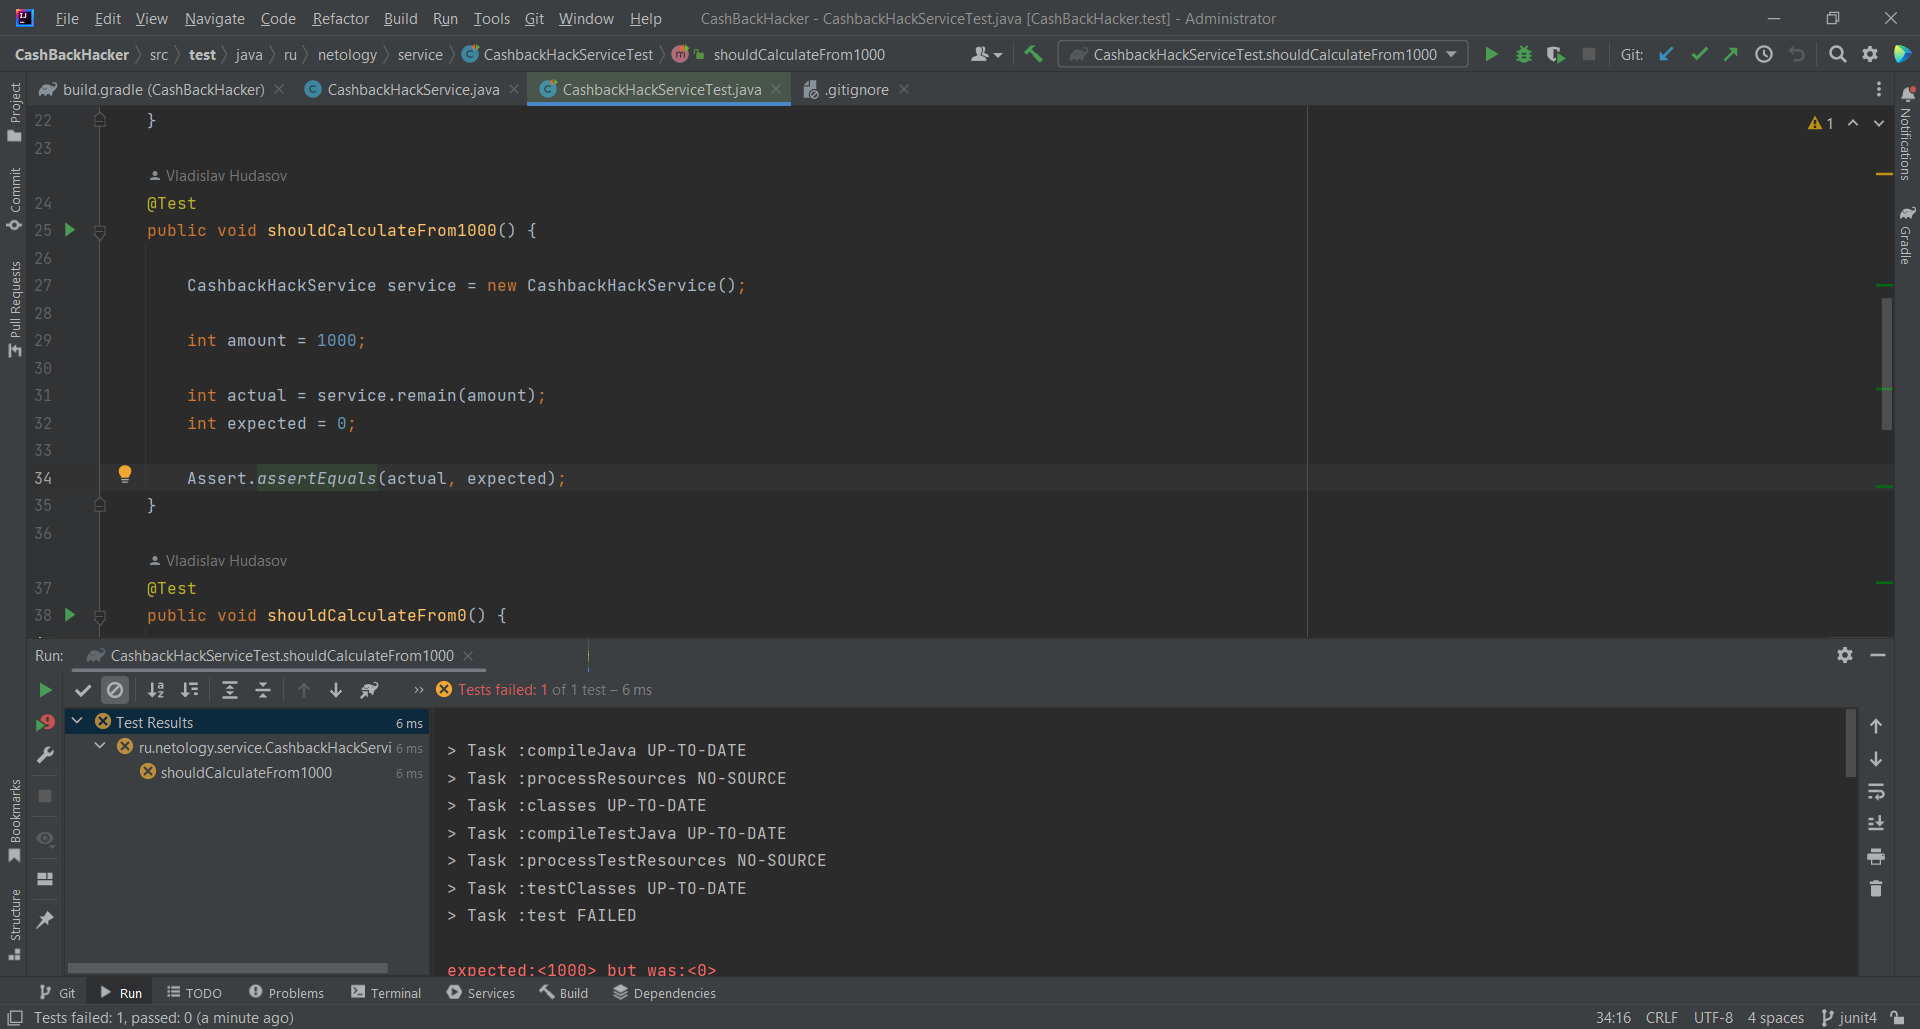 File Edit View Navigate Code Refactor Build Run Tools Git Window Help CashBackHacker - CashbackHackServiceTest.java [CashBackHacker.test] - Administrator
CashBackHacker src test java ru netology service CashbackHackServiceTest shouldCalculateFrom1000 CashbackHackServiceTest.shouldCalculateFrom1000 Git:
build.gradle (CashBackHacker) CashbackHackService.java CashbackHackServiceTest.java .gitignore
Project
Commit
Pull Requests
Bookmarks
Structure
Notifications
Gradle
1
22 }
23
Vladislav Hudasov
24 @Test
25 public void shouldCalculateFrom1000() {
26
27 CashbackHackService service = new CashbackHackService();
28
29 int amount = 1000;
30
31 int actual = service.remain(amount);
32 int expected = 0;
33
34 Assert.assertEquals(actual, expected);
35 }
36
Vladislav Hudasov
37 @Test
38 public void shouldCalculateFrom0() {
Run: CashbackHackServiceTest.shouldCalculateFrom1000
Tests failed: 1 of 1 test – 6 ms
Test Results 6 ms
ru.netology.service.CashbackHackServi 6 ms
shouldCalculateFrom1000 6 ms
> Task :compileJava UP-TO-DATE
> Task :processResources NO-SOURCE
> Task :classes UP-TO-DATE
> Task :compileTestJava UP-TO-DATE
> Task :processTestResources NO-SOURCE
> Task :testClasses UP-TO-DATE
> Task :test FAILED
expected:<1000> but was:<0>
Git Run TODO Problems Terminal Services Build Dependencies
Tests failed: 1, passed: 0 (a minute ago) 34:16 CRLF UTF-8 4 spaces junit4